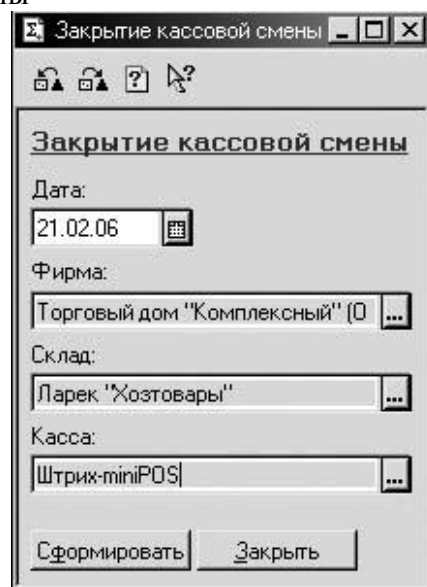 ты
Закрытие кассовой смены
Закрытие кассовой смены
Дата:
21.02.06
Фирма:
Торговый дом "Комплексный" (О ...
Склад:
Ларек "Хозтовары" ...
Касса:
Штрих-miniPOS ...
Сформировать Закрыть